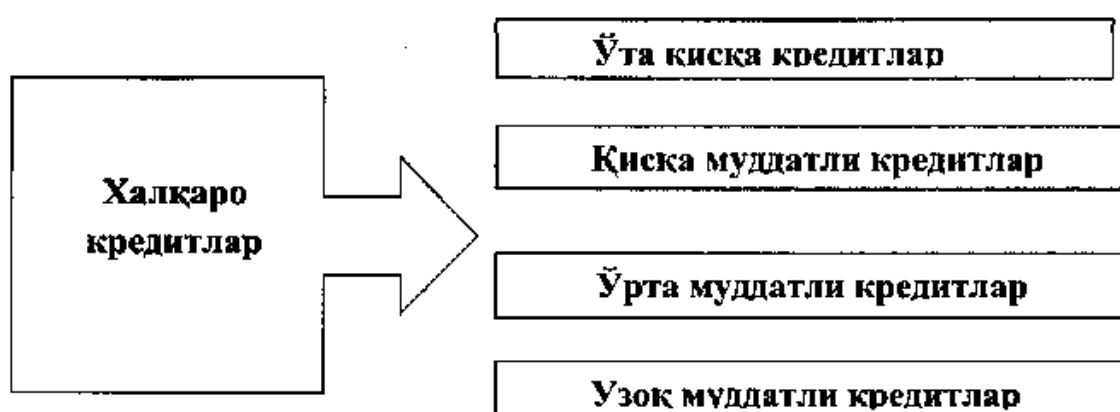 Халқаро
кредитлар
Ўта қисқа кредитлар
Қисқа муддатли кредитлар
Ўрта муддатли кредитлар
Узоқ муддатли кредитлар